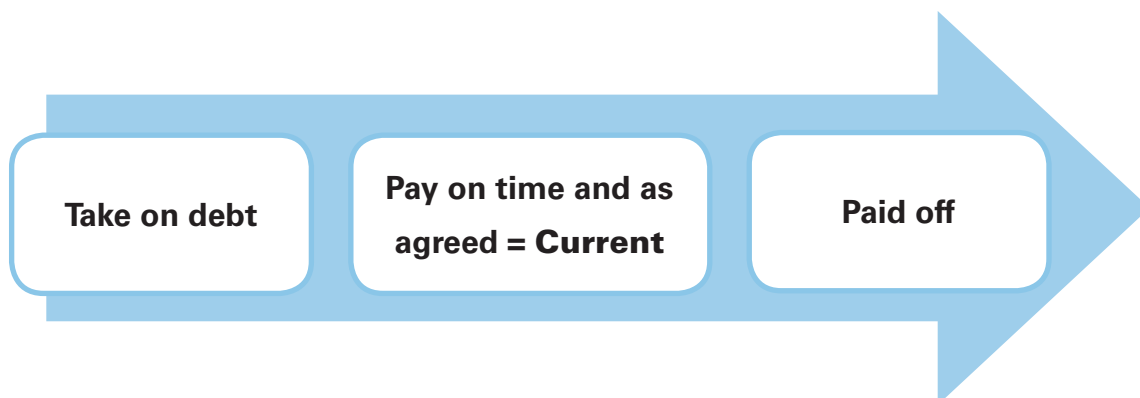 Take on debt
Pay on time and as
agreed = Current
Paid off